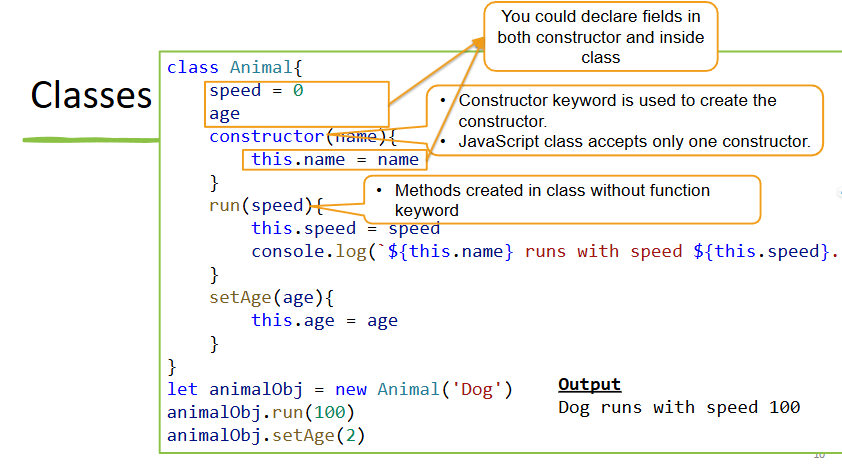 You could declare fields in
both constructor and inside
class
Classes
class Animal{
speed = 0
age
constructor(name){
this.name = name
}
run(speed){
this.speed = speed
console.log(`${this.name} runs with speed ${this.speed}.
}
setAge(age){
this.age = age
}
}
let animalObj = new Animal('Dog')
animalObj.run(100)
animalObj.setAge(2)
• Constructor keyword is used to create the
constructor.
• JavaScript class accepts only one constructor.
• Methods created in class without function
keyword
Output
Dog runs with speed 100